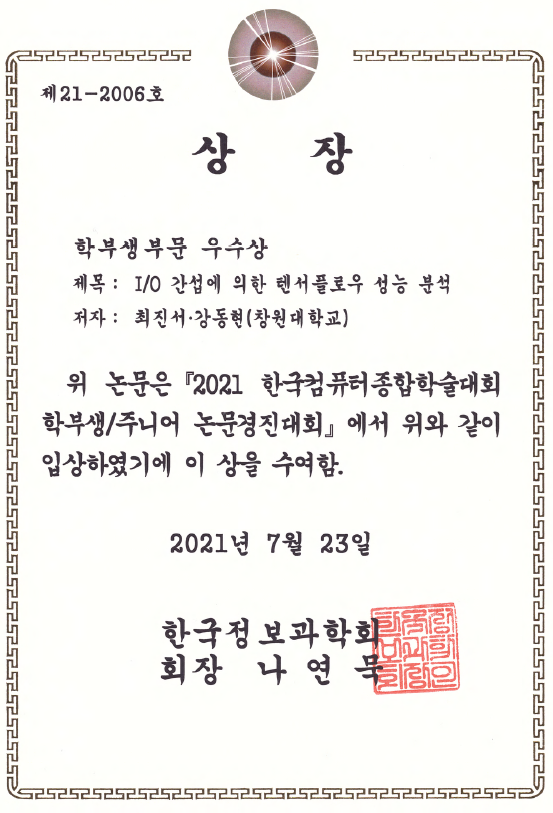 제21-2006호
상 장
학부생부문 우수상
제목 : I/O 간섭에 의한 텐서플로우 성능 분석
저자 : 최진서·강동현(창원대학교)
위 논문은 『2021 한국컴퓨터종합학술대회
학부생/주니어 논문경진대회』에서 위와 같이
입상하였기에 이 상을 수여함.
2021년 7월 23일
한국정보과학회
회장 나연묵